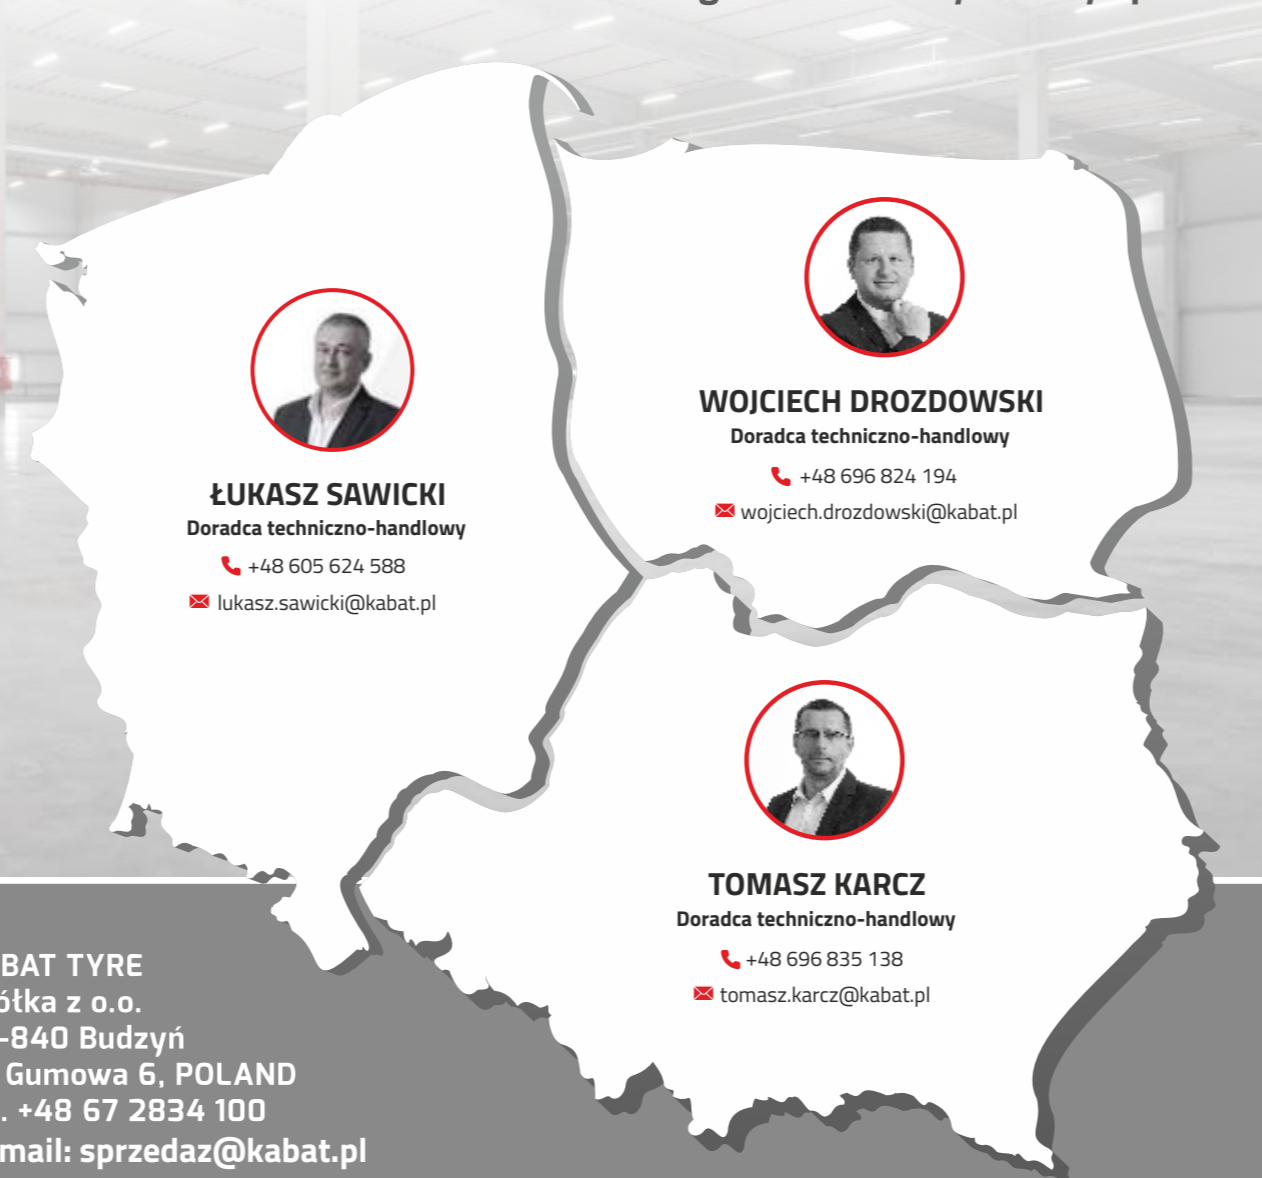 WOJCIECH DROZDOWSKI
Doradca techniczno-handlowy
+48 696 824 194
wojciech.drozdowski@kabat.pl
ŁUKASZ SAWICKI
Doradca techniczno-handlowy
+48 605 624 588
lukasz.sawicki@kabat.pl
TOMASZ KARCZ
Doradca techniczno-handlowy
+48 696 835 138
tomasz.karcz@kabat.pl
BAT TYRE
ółka z o.o.
-840 Budzyń
Gumowa 6, POLAND
. +48 67 2834 100
mail: sprzedaz@kabat.pl